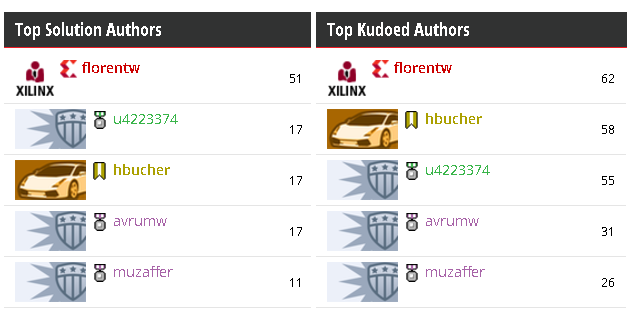 Top Solution Authors
XILINX florentw 51
u4223374 17
hbucher 17
avrumw 17
muzaffer 11
Top Kudoed Authors
XILINX florentw 62
hbucher 58
u4223374 55
avrumw 31
muzaffer 26